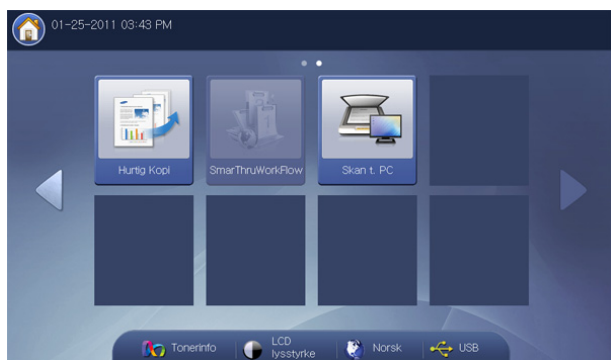 01-25-2011 03:43 PM
Hurtig Kopi
SmarThruWorkFlow
Skan t. PC
Tonerinfo
LCD
lysstyrke
Norsk
USB